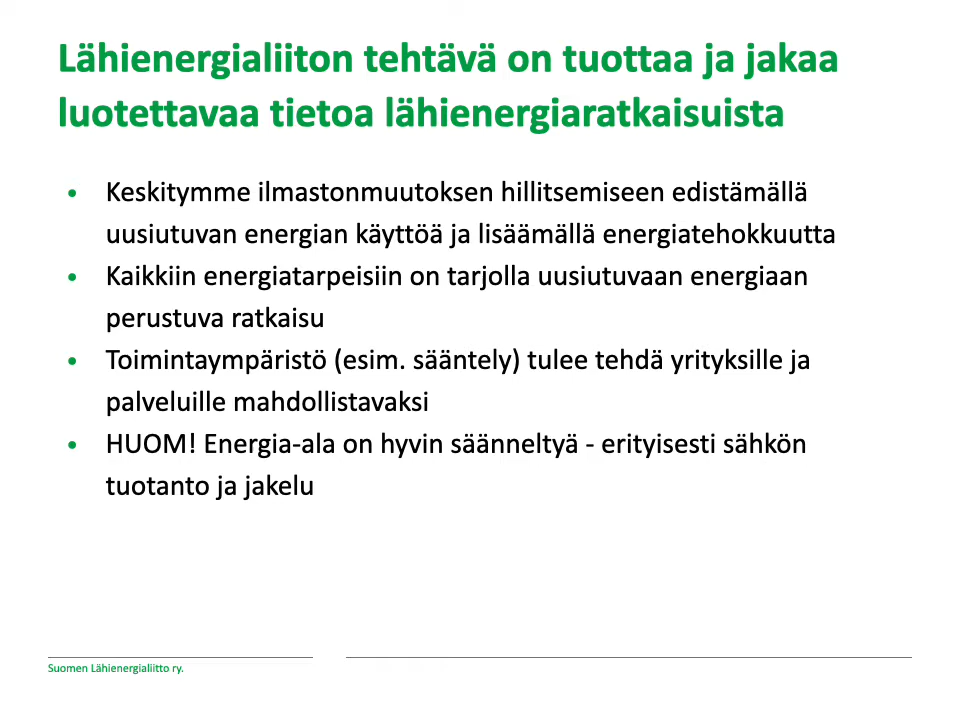 Lähienergialiiton tehtävä on tuottaa ja jakaa
luotettavaa tietoa lähienergiaratkaisuista
• Keskitymme ilmastonmuutoksen hillitsemiseen edistämällä
uusiutuvan energian käyttöä ja lisäämällä energiatehokkuutta
• Kaikkiin energiatarpeisiin on tarjolla uusiutuvaan energiaan
perustuva ratkaisu
• Toimintaympäristö (esim. sääntely) tulee tehdä yrityksille ja
palveluille mahdollistavaksi
• HUOM! Energia-ala on hyvin säänneltyä - erityisesti sähkön
tuotanto ja jakelu
Suomen Lähienergialiitto ry.